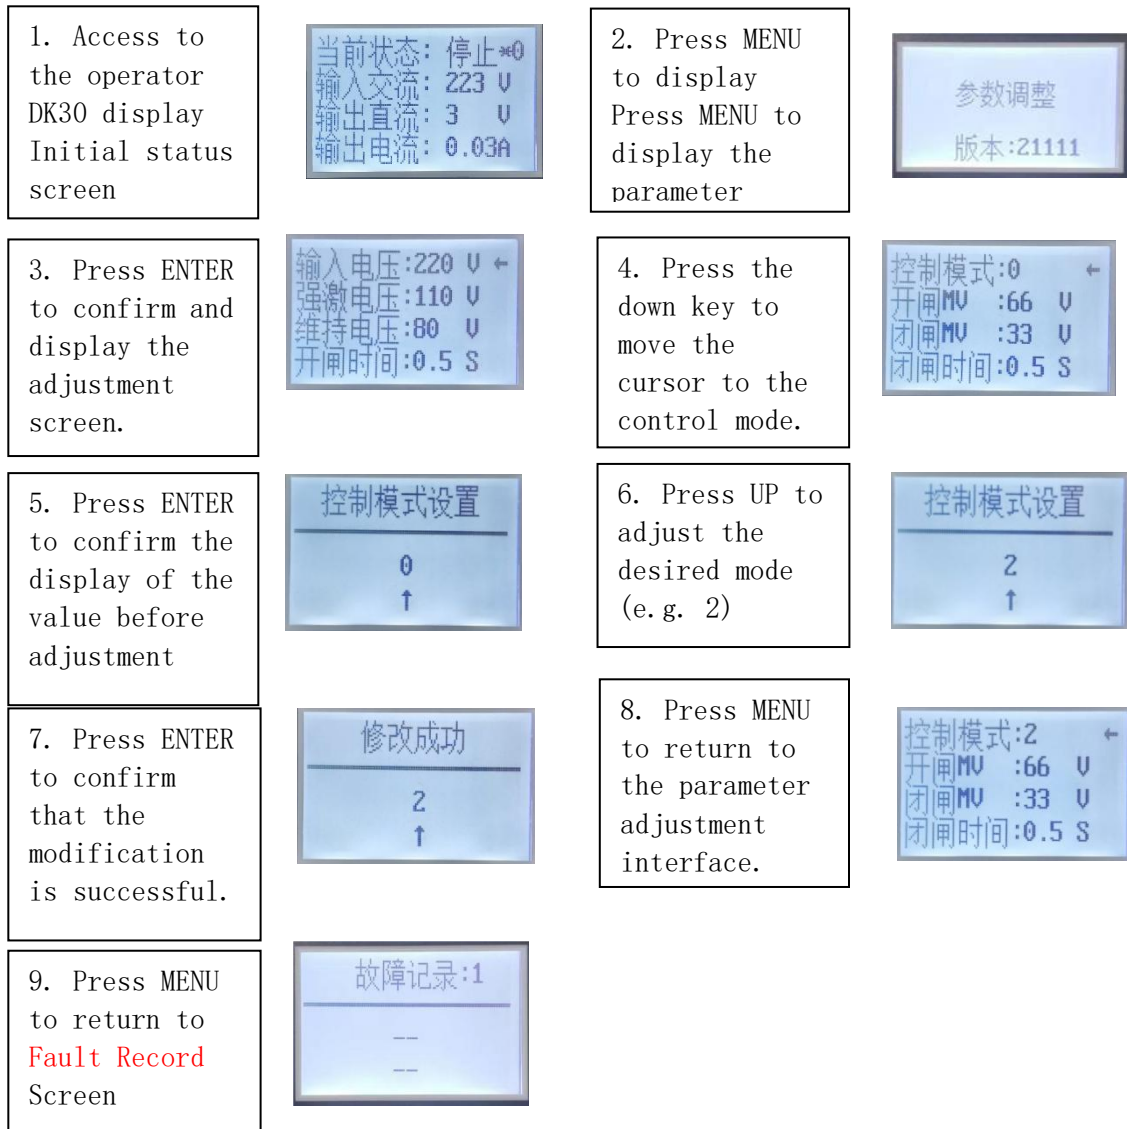 1. Access to
the operator
DK30 display
Initial status
screen
当前状态: 停止*0
输入交流: 223 V
输出直流: 3 V
输出电流: 0.03A
2. Press MENU
to display
Press MENU to
display the
parameter
参数调整
版本:21111
3. Press ENTER
to confirm and
display the
adjustment
screen.
输入电压:220 V ←
强激电压:110 V
维持电压:80 V
开闸时间:0.5 S
4. Press the
down key to
move the
cursor to the
control mode.
控制模式:0 ←
开闸MV :66 V
闭闸MV :33 V
闭闸时间:0.5 S
5. Press ENTER
to confirm the
display of the
value before
adjustment
控制模式设置
0
↑
6. Press UP to
adjust the
desired mode
(e.g. 2)
控制模式设置
2
↑
7. Press ENTER
to confirm
that the
modification
is successful.
修改成功
2
↑
8. Press MENU
to return to
the parameter
adjustment
interface.
控制模式:2 ←
开闸MV :66 V
闭闸MV :33 V
闭闸时间:0.5 S
9. Press MENU
to return to
Fault Record
Screen
故障记录:1
--
--